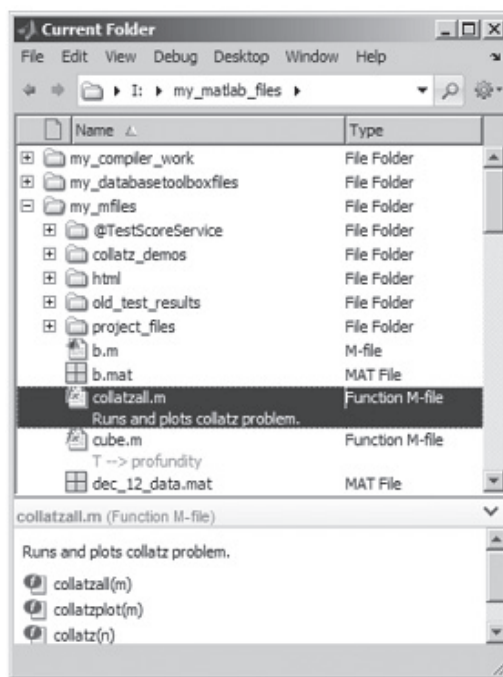 Current Folder
File Edit View Debug Desktop Window Help
I: my_matlab_files
Name Type
my_compiler_work File Folder
my_databasetoolboxfiles File Folder
my_mfiles File Folder
@TestScoreService File Folder
collatz_demos File Folder
html File Folder
old_test_results File Folder
project_files File Folder
b.m M-file
b.mat MAT File
collatzall.m Function M-file
Runs and plots collatz problem.
cube.m Function M-file
T --> profundity
dec_12_data.mat MAT File
collatzall.m (Function M-file)
Runs and plots collatz problem.
collatzall(m)
collatzplot(m)
collatz(n)